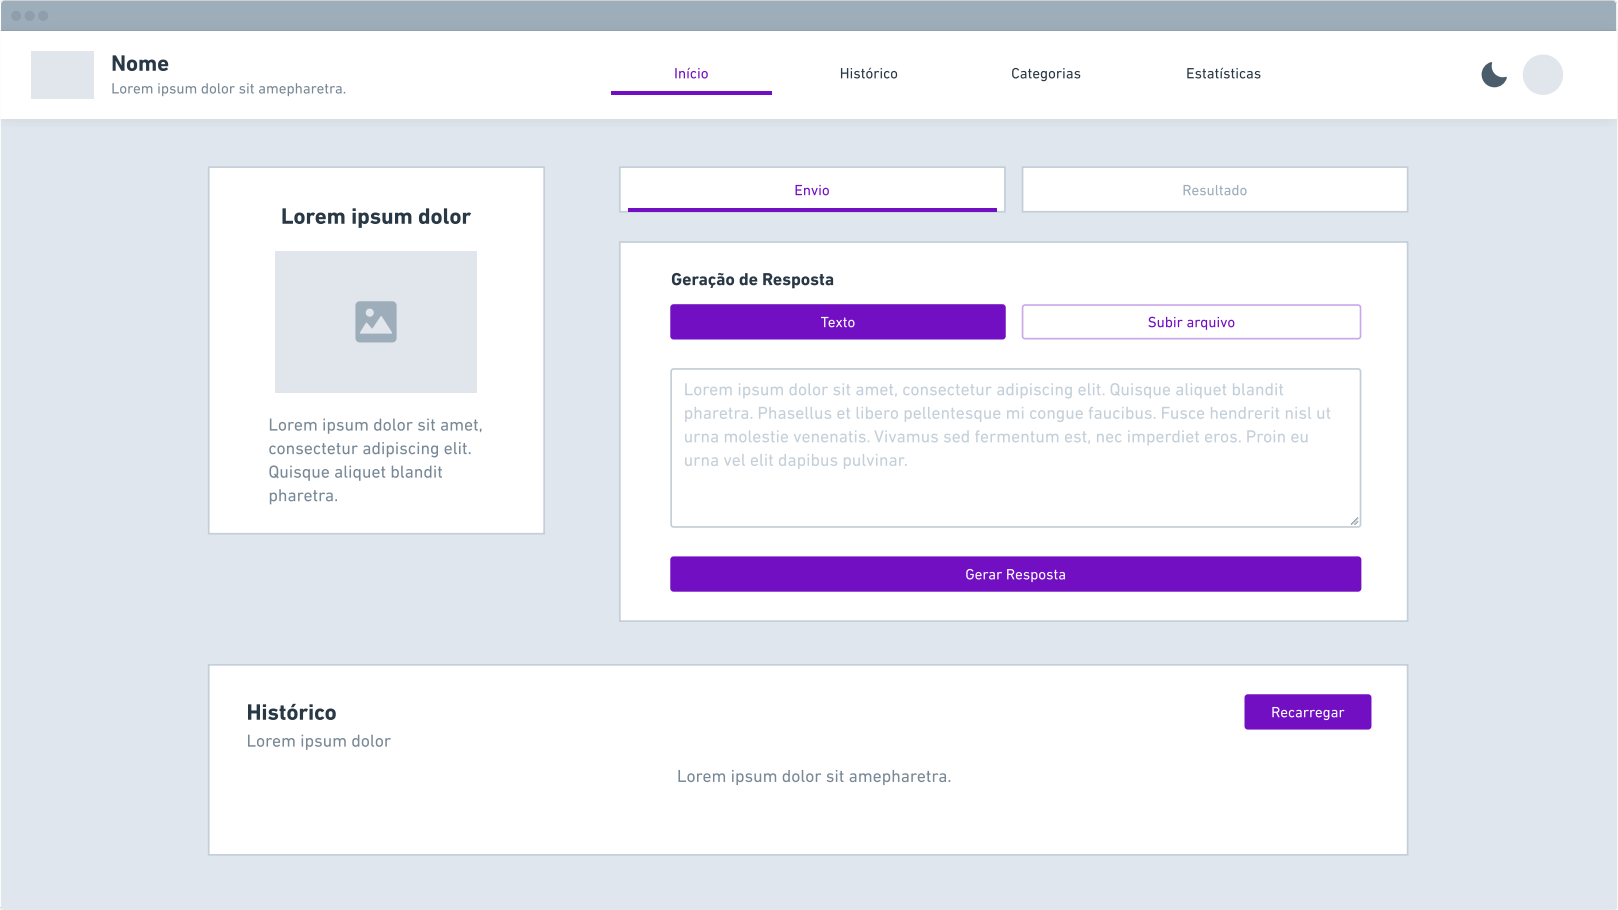 Nome
Lorem ipsum dolor sit amepharetra.
Início
Histórico
Categorias
Estatísticas
Lorem ipsum dolor
Lorem ipsum dolor sit amet,
consectetur adipiscing elit.
Quisque aliquet blandit
pharetra.
Envio
Resultado
Geração de Resposta
Texto
Subir arquivo
Lorem ipsum dolor sit amet, consectetur adipiscing elit. Quisque aliquet blandit
pharetra. Phasellus et libero pellentesque mi congue faucibus. Fusce hendrerit nisl ut
urna molestie venenatis. Vivamus sed fermentum est, nec imperdiet eros. Proin eu
urna vel elit dapibus pulvinar.
Gerar Resposta
Histórico
Lorem ipsum dolor
Recarregar
Lorem ipsum dolor sit amepharetra.